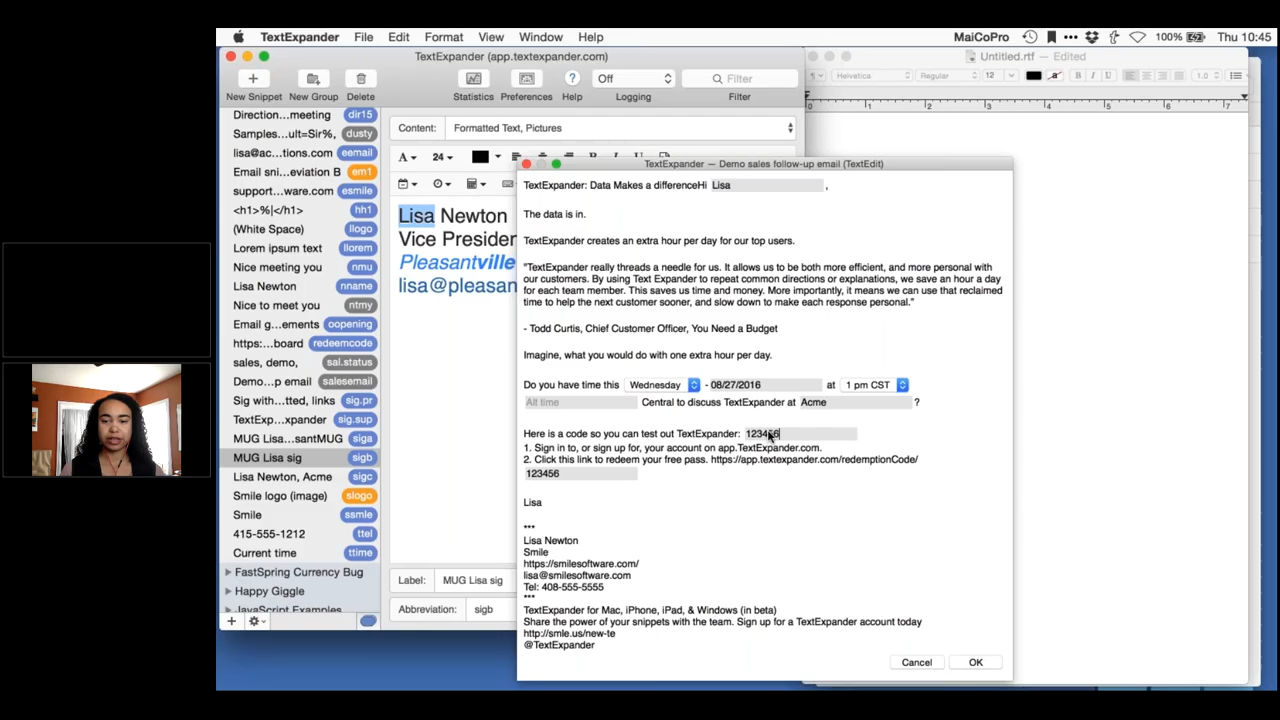 TextExpander File Edit Format View Window Help MaiCoPro 100% Thu 10:45
TextExpander (app.textexpander.com)
Untitled.rtf — Edited
Off
Filter
New Snippet New Group Delete Statistics Preferences Help Logging Filter
Helvetica Regular 12 B I U 1.0
0 1 2 3 4 5 6 7
Direction...meeting dir15
Samples...ult=Sir%, dusty
lisa@ac...tions.com eemail
Email sni...eviation B em1
support...ware.com esmile
<h1>%|</h1> hh1
(White Space) llogo
Lorem ipsum text llorem
Nice meeting you nmu
Lisa Newton nname
Nice to meet you ntmy
Email g...ements oopening
https:...board redeemcode
sales, demo, sal.status
Demo...p email salesemail
Sig with...tted, links sig.pr
TextExp...xpander sig.sup
MUG Lisa...santMUG siga
MUG Lisa sig sigb
Lisa Newton, Acme sigc
Smile logo (image) slogo
Smile ssmle
415-555-1212 ttel
Current time ttime
FastSpring Currency Bug
Happy Giggle
JavaScript Examples
Content: Formatted Text, Pictures
A 24 B I U
Lisa Newton
Vice Presiden
Pleasantville
lisa@pleasan
Label: MUG Lisa sig
Abbreviation: sigb
TextExpander — Demo sales follow-up email (TextEdit)
TextExpander: Data Makes a differenceHi Lisa ,
The data is in.
TextExpander creates an extra hour per day for our top users.
"TextExpander really threads a needle for us. It allows us to be both more efficient, and more personal with
our customers. By using Text Expander to repeat common directions or explanations, we save an hour a day
for each team member. This saves us time and money. More importantly, it means we can use that reclaimed
time to help the next customer sooner, and slow down to make each response personal."
- Todd Curtis, Chief Customer Officer, You Need a Budget
Imagine, what you would do with one extra hour per day.
Do you have time this Wednesday - 08/27/2016 at 1 pm CST
Alt time Central to discuss TextExpander at Acme ?
Here is a code so you can test out TextExpander: 123456
1. Sign in to, or sign up for, your account on app.TextExpander.com.
2. Click this link to redeem your free pass. https://app.textexpander.com/redemptionCode/
123456
Lisa
***
Lisa Newton
Smile
https://smilesoftware.com/
lisa@smilesoftware.com
Tel: 408-555-5555
***
TextExpander for Mac, iPhone, iPad, & Windows (in beta)
Share the power of your snippets with the team. Sign up for a TextExpander account today
http://smle.us/new-te
@TextExpander
Cancel OK